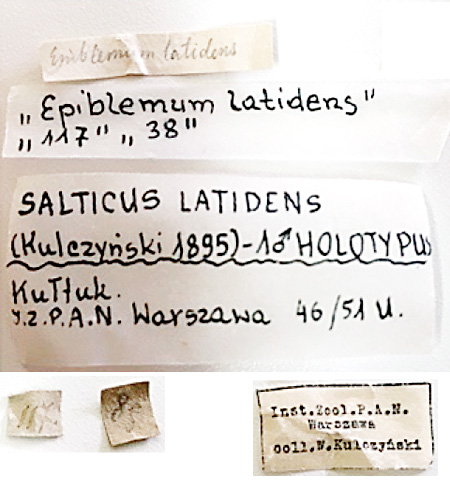 Epiblemum latidens
„Epiblemum latidens”
„117” „38”
SALTICUS LATIDENS
(Kulczyński 1895)-1♂ HOLOTYPUS
Kułtuk.
I.Z.P.A.N. Warszawa 46/51 U.
Inst.Zool.P.A.N.
Warszawa
coll.W.Kulczyński